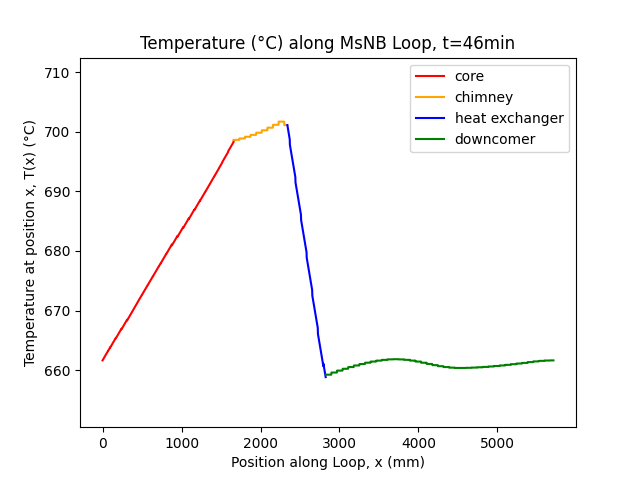 Temperature (°C) along MsNB Loop, t=46min
Temperature at position x, T(x) (°C)
710
700
690
680
670
660
core
chimney
heat exchanger
downcomer
0
1000
2000
3000
4000
5000
Position along Loop, x (mm)